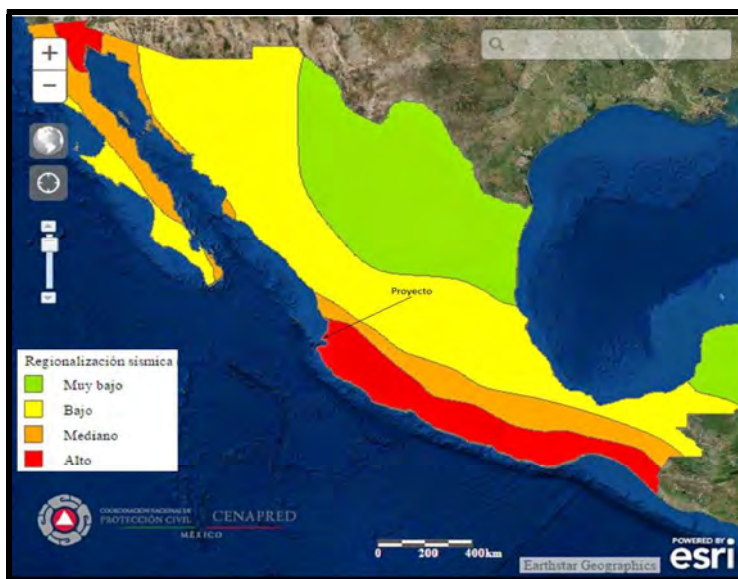 +
−
Proyecto
Regionalización sísmica
Muy bajo
Bajo
Mediano
Alto
COORDINACIÓN NACIONAL DE
PROTECCIÓN CIVIL
MÉXICO
CENAPRED
0 200 400km
POWERED BY
esri
Earthstar Geographics